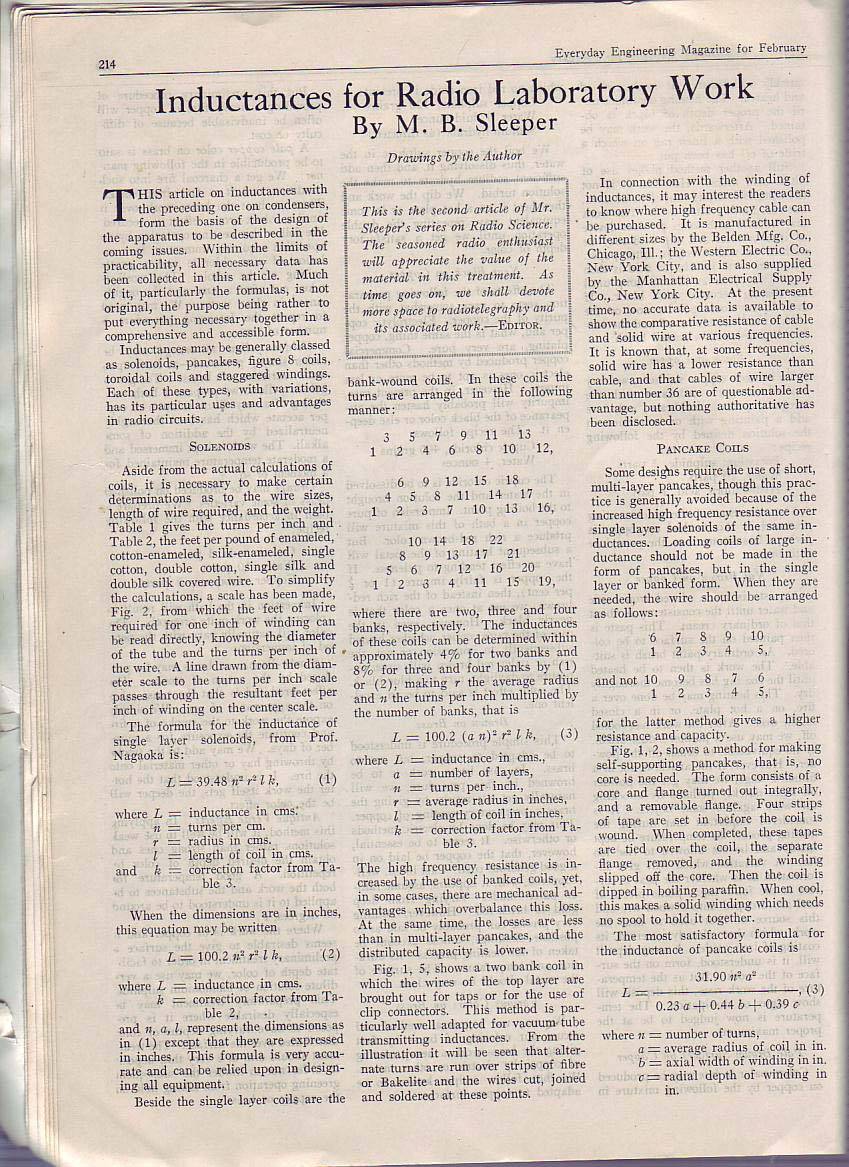 214
Everyday Engineering Magazine for February
Inductances for Radio Laboratory Work
By M. B. Sleeper
Drawings by the Author
THIS article on inductances with
the preceding one on condensers,
form the basis of the design of
the apparatus to be described in the
coming issues. Within the limits of
practicability, all necessary data has
been collected in this article. Much
of it, particularly the formulas, is not
original, the purpose being rather to
put everything necessary together in a
comprehensive and accessible form.
Inductances may be generally classed
as solenoids, pancakes, figure 8 coils,
toroidal coils and staggered windings.
Each of these types, with variations,
has its particular uses and advantages
in radio circuits.
SOLENOIDS
Aside from the actual calculations of
coils, it is necessary to make certain
determinations as to the wire sizes,
length of wire required, and the weight.
Table 1 gives the turns per inch and
Table 2, the feet per pound of enameled,
cotton-enameled, silk-enameled, single
cotton, double cotton, single silk and
double silk covered wire. To simplify
the calculations, a scale has been made,
Fig. 2, from which the feet of wire
required for one inch of winding can
be read directly, knowing the diameter
of the tube and the turns per inch of
the wire. A line drawn from the diam-
eter scale to the turns per inch scale
passes through the resultant feet per
inch of winding on the center scale.
The formula for the inductance of
single layer solenoids, from Prof.
Nagaoka is:
L = 39.48 n² r² l k, (1)
where L = inductance in cms.
n = turns per cm.
r = radius in cms.
l = length of coil in cms.
and k = correction factor from Ta-
ble 3.
When the dimensions are in inches,
this equation may be written
L = 100.2 n² r² l k, (2)
where L = inductance in cms.
k = correction factor from Ta-
ble 2,
and n, a, l, represent the dimensions as
in (1) except that they are expressed
in inches. This formula is very accu-
rate and can be relied upon in design-
ing all equipment.
Beside the single layer coils are the
This is the second article of Mr.
Sleeper's series on Radio Science.
The seasoned radio enthusiast
will appreciate the value of the
material in this treatment. As
time goes on, we shall devote
more space to radiotelegraphy and
its associated work.—EDITOR.
bank-wound coils. In these coils the
turns are arranged in the following
manner:
3 5 7 9 11 13
1 2 4 6 8 10 12,
6 9 12 15 18
4 5 8 11 14 17
1 2 3 7 10 13 16,
10 14 18 22
8 9 13 17 21
5 6 7 12 16 20
1 2 3 4 11 15 19,
where there are two, three and four
banks, respectively. The inductances
of these coils can be determined within
approximately 4% for two banks and
8% for three and four banks by (1)
or (2), making r the average radius
and n the turns per inch multiplied by
the number of banks, that is
L = 100.2 (a n)² r² l k, (3)
where L = inductance in cms.,
a = number of layers,
n = turns per inch.,
r = average radius in inches,
l = length of coil in inches,
k = correction factor from Ta-
ble 3.
The high frequency resistance is in-
creased by the use of banked coils, yet,
in some cases, there are mechanical ad-
vantages which overbalance this loss.
At the same time, the losses are less
than in multi-layer pancakes, and the
distributed capacity is lower.
Fig. 1, 5, shows a two bank coil in
which the wires of the top layer are
brought out for taps or for the use of
clip connectors. This method is par-
ticularly well adapted for vacuum tube
transmitting inductances. From the
illustration it will be seen that alter-
nate turns are run over strips of fibre
or Bakelite and the wires cut, joined
and soldered at these points.
In connection with the winding of
inductances, it may interest the readers
to know where high frequency cable can
be purchased. It is manufactured in
different sizes by the Belden Mfg. Co.,
Chicago, Ill.; the Western Electric Co.,
New York City, and is also supplied
by the Manhattan Electrical Supply
Co., New York City. At the present
time, no accurate data is available to
show the comparative resistance of cable
and solid wire at various frequencies.
It is known that, at some frequencies,
solid wire has a lower resistance than
cable, and that cables of wire larger
than number 36 are of questionable ad-
vantage, but nothing authoritative has
been disclosed.
PANCAKE COILS
Some designs require the use of short,
multi-layer pancakes, though this prac-
tice is generally avoided because of the
increased high frequency resistance over
single layer solenoids of the same in-
ductances. Loading coils of large in-
ductance should not be made in the
form of pancakes, but in the single
layer or banked form. When they are
needed, the wire should be arranged
as follows:
6 7 8 9 10
1 2 3 4 5,
and not 10 9 8 7 6
1 2 3 4 5,
for the latter method gives a higher
resistance and capacity.
Fig. 1, 2, shows a method for making
self-supporting pancakes, that is, no
core is needed. The form consists of a
core and flange turned out integrally,
and a removable flange. Four strips
of tape are set in before the coil is
wound. When completed, these tapes
are tied over the coil, the separate
flange removed, and the winding
slipped off the core. Then the coil is
dipped in boiling paraffin. When cool,
this makes a solid winding which needs
no spool to hold it together.
The most satisfactory formula for
the inductance of pancake coils is
31.90 n² a²
L = ————, (3)
0.23 a + 0.44 b + 0.39 c
where n = number of turns,
a = average radius of coil in in.
b = axial width of winding in in.
c = radial depth of winding in
in.